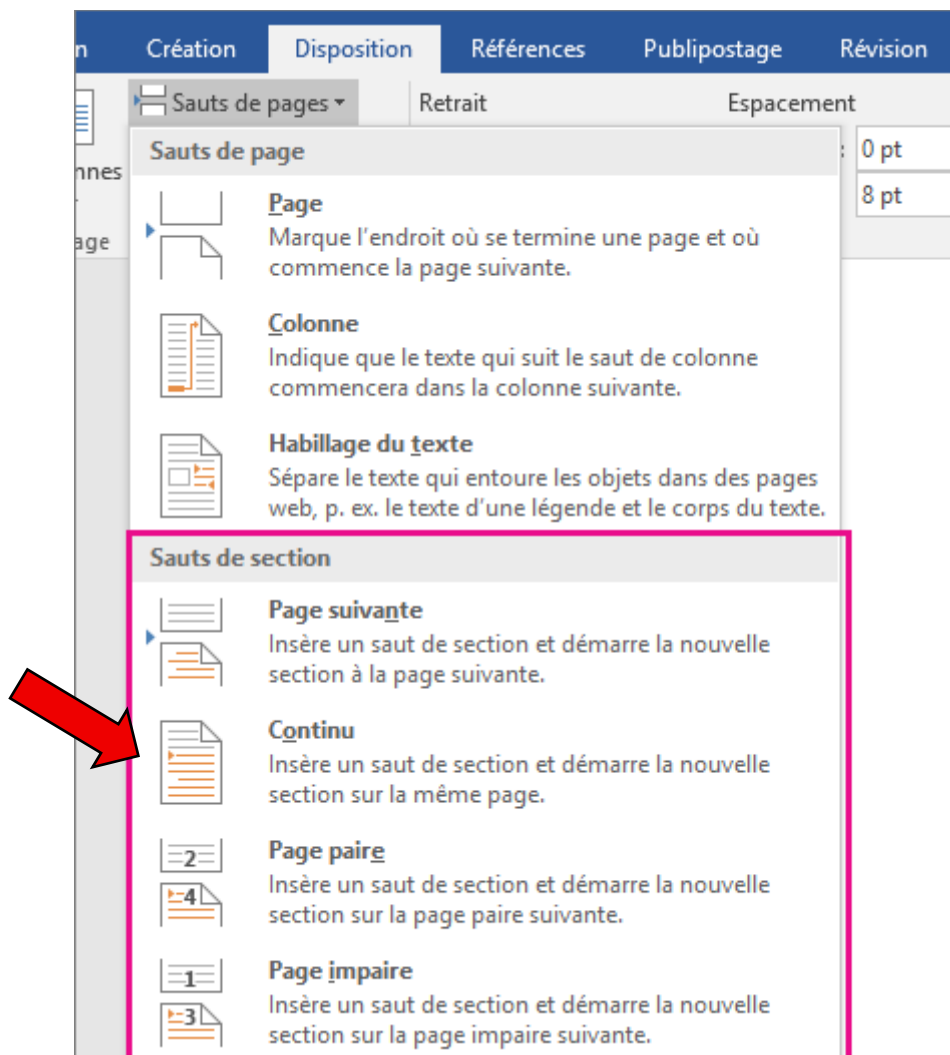 n Création Disposition Références Publipostage Révision
Sauts de pages Retrait Espacement
Sauts de page : 0 pt
nnes
8 pt
Page
age
Marque l'endroit où se termine une page et où
commence la page suivante.
Colonne
Indique que le texte qui suit le saut de colonne
commencera dans la colonne suivante.
Habillage du texte
Sépare le texte qui entoure les objets dans des pages
web, p. ex. le texte d'une légende et le corps du texte.
Sauts de section
Page suivante
Insère un saut de section et démarre la nouvelle
section à la page suivante.
Continu
Insère un saut de section et démarre la nouvelle
section sur la même page.
2
Page paire
4
Insère un saut de section et démarre la nouvelle
section sur la page paire suivante.
1
Page impaire
3
Insère un saut de section et démarre la nouvelle
section sur la page impaire suivante.